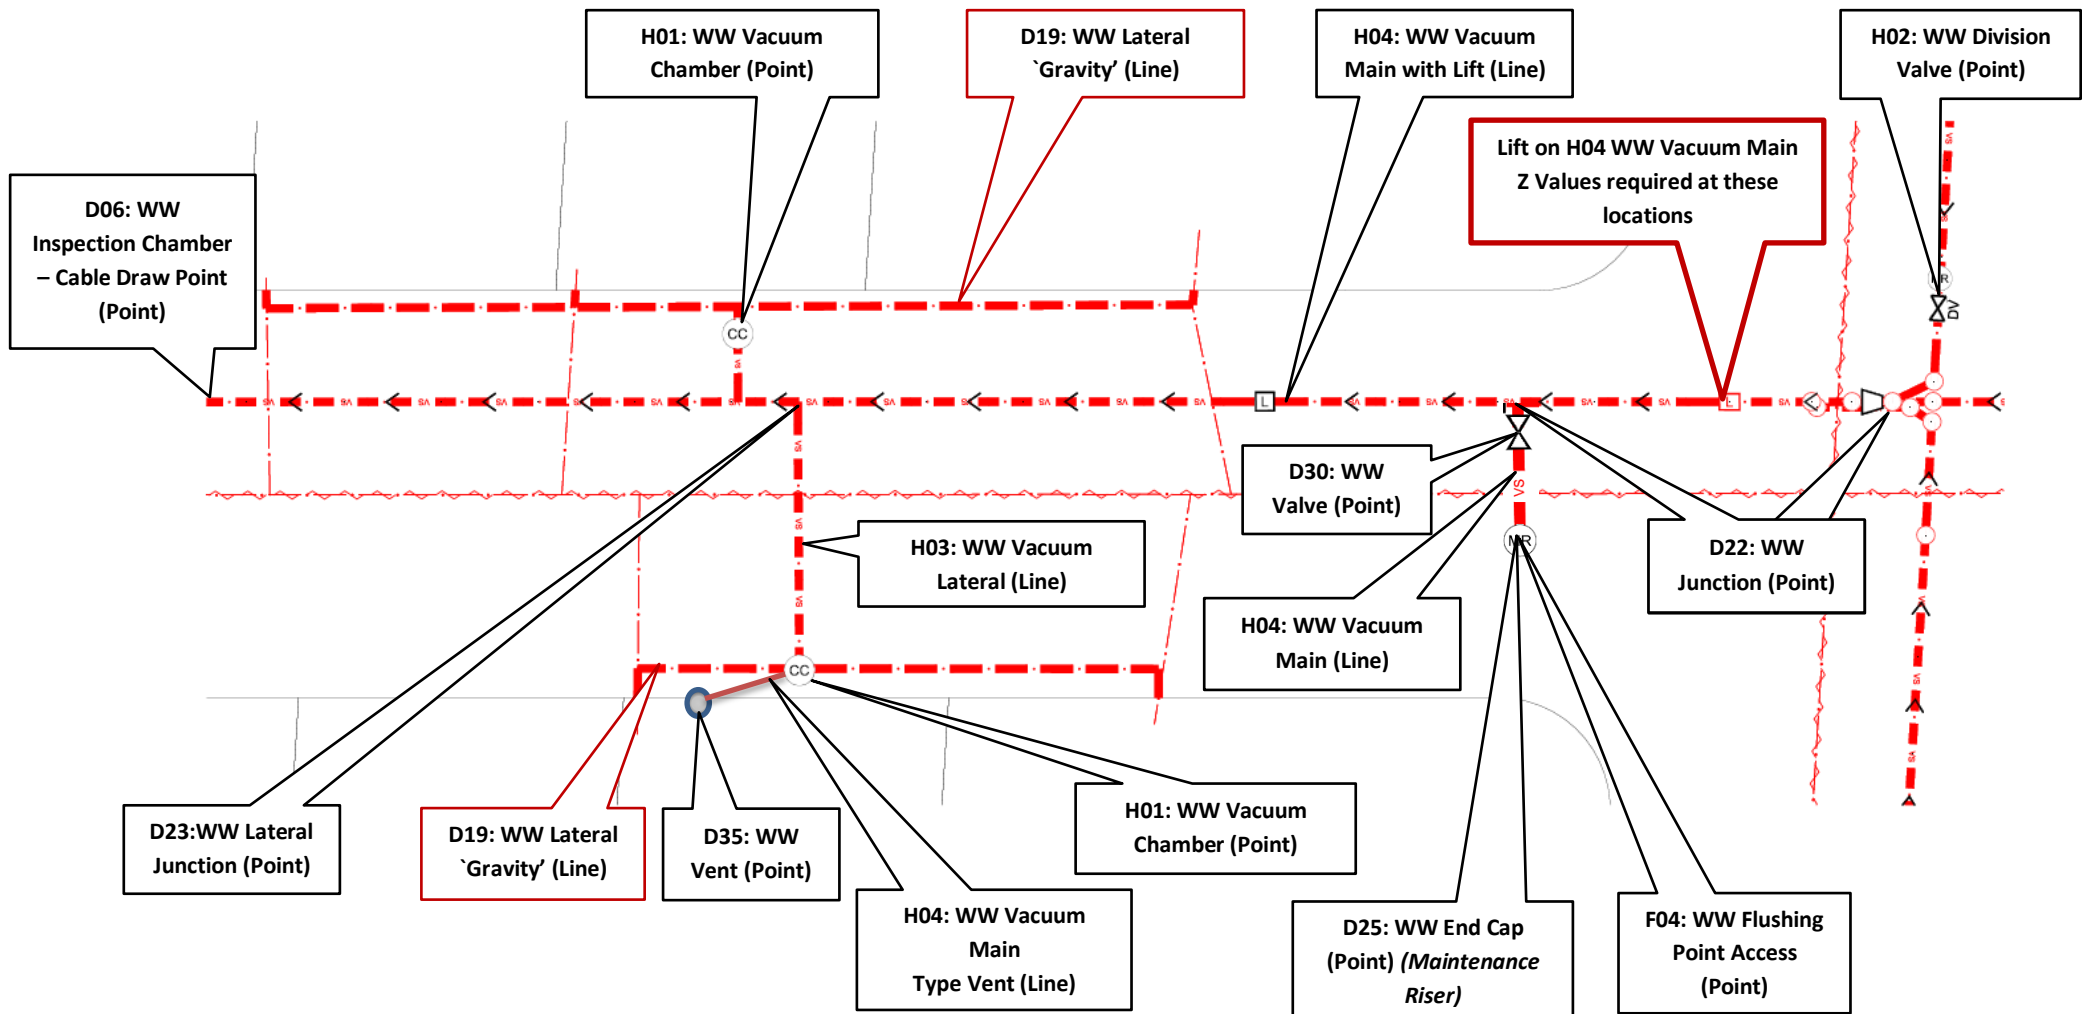 H01: WW Vacuum
Chamber (Point)
D19: WW Lateral
`Gravity' (Line)
H04: WW Vacuum
Main with Lift (Line)
H02: WW Division
Valve (Point)
Lift on H04 WW Vacuum Main
Z Values required at these
locations
D06: WW
Inspection Chamber
– Cable Draw Point
(Point)
CC
DV
L
L
VS
MR
CC
D30: WW
Valve (Point)
H03: WW Vacuum
Lateral (Line)
D22: WW
Junction (Point)
H04: WW Vacuum
Main (Line)
D23:WW Lateral
Junction (Point)
D19: WW Lateral
`Gravity' (Line)
D35: WW
Vent (Point)
H01: WW Vacuum
Chamber (Point)
H04: WW Vacuum
Main
Type Vent (Line)
D25: WW End Cap
(Point) (Maintenance
Riser)
F04: WW Flushing
Point Access
(Point)